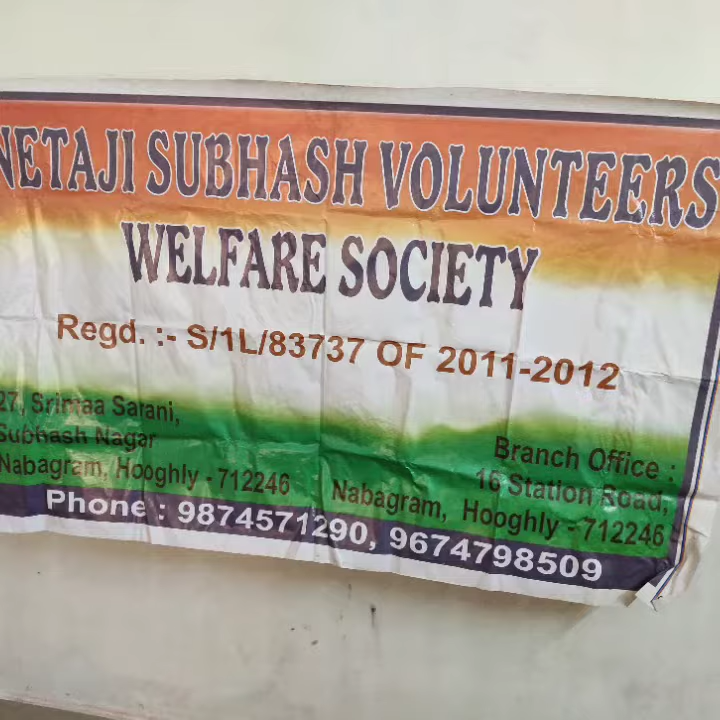 NETAJI SUBHASH VOLUNTEERS
WELFARE SOCIETY
Regd. :- S/1L/83737 OF 2011-2012
27, Srimaa Sarani,
Subhash Nagar
Nabagram, Hooghly - 712246
Branch Office :
16 Station Road,
Nabagram, Hooghly - 712246
Phone : 9874571290, 9674798509